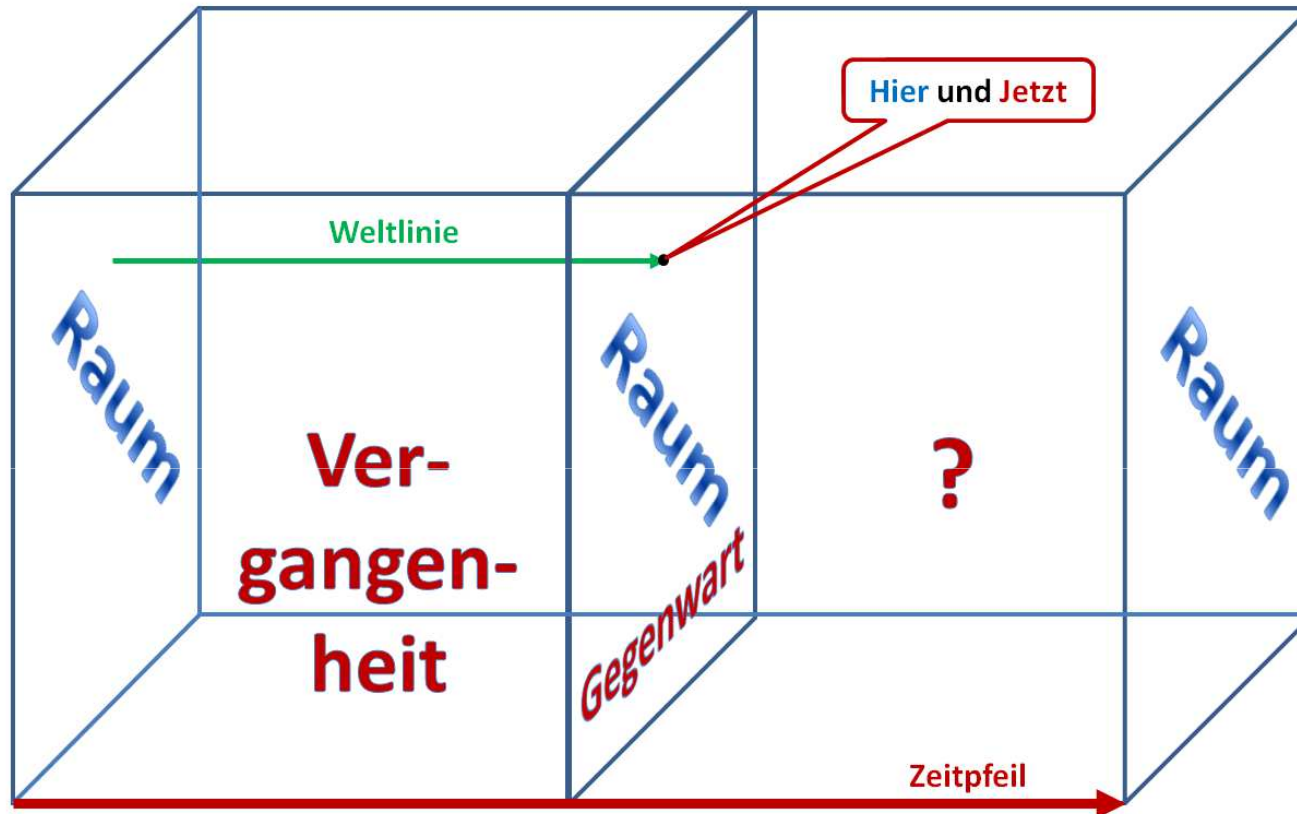 Hier und Jetzt
Weltlinie
Raum
Raum
Raum
Ver-
gangen-
heit
?
Gegenwart
Zeitpfeil